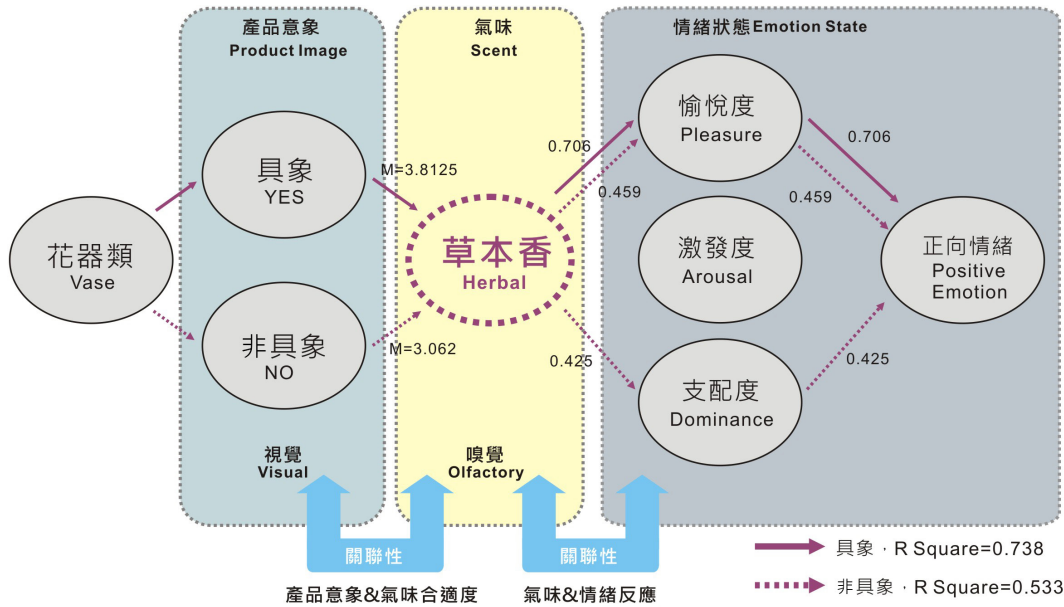 產品意象
Product Image
氣味
Scent
情緒狀態Emotion State
具象
YES
M=3.8125
愉悅度
Pleasure
0.706
0.459
0.706
0.459
花器類
Vase
草本香
Herbal
激發度
Arousal
正向情緒
Positive
Emotion
非具象
NO
M=3.062
0.425
支配度
Dominance
0.425
視覺
Visual
嗅覺
Olfactory
關聯性
產品意象&氣味合適度
關聯性
氣味&情緒反應
具象,R Square=0.738
非具象,R Square=0.533